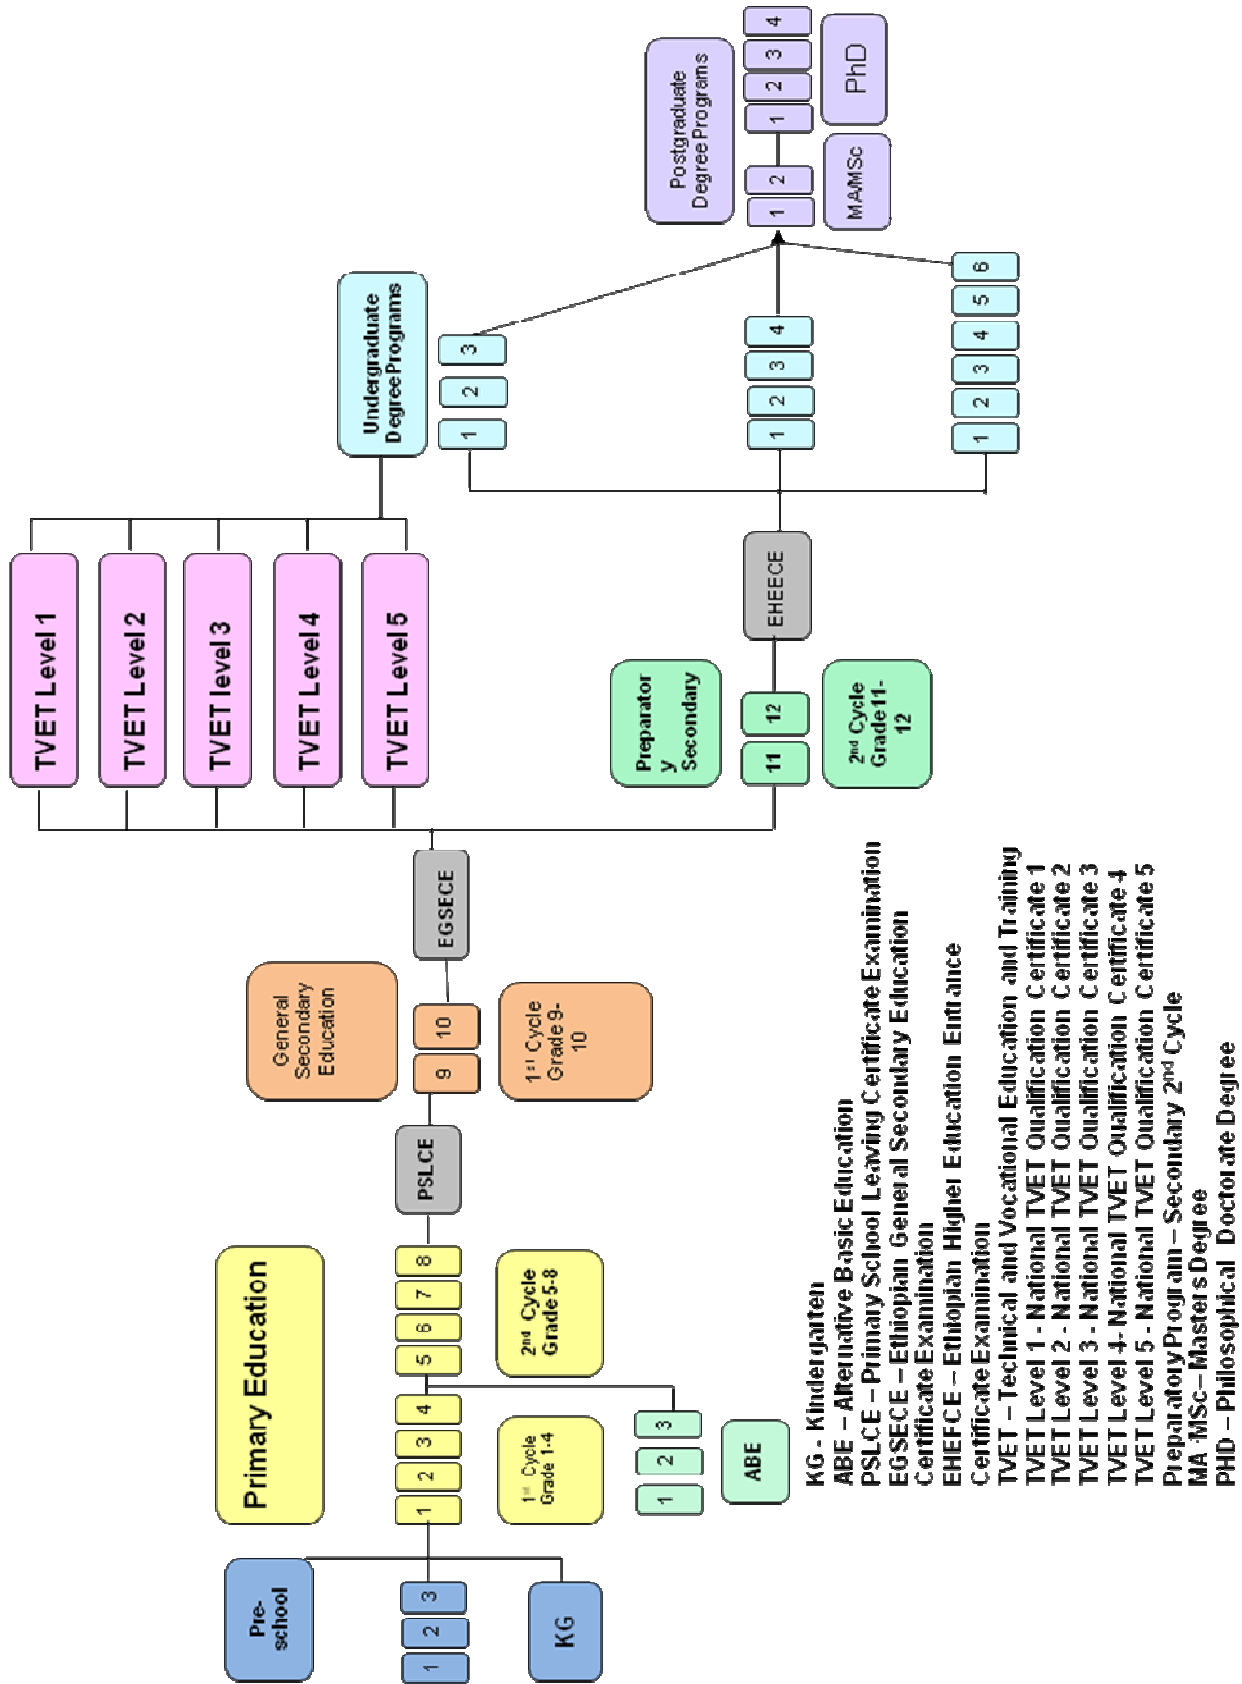 Pre-
school
1
2
3
KG
Primary Education
1
2
3
4
5
6
7
8
1st Cycle
Grade 1-4
2nd Cycle
Grade 5-8
1
2
3
ABE
PSLCE
General
Secondary
Education
9
10
1st Cycle
Grade 9-
10
EGSECE
TVET Level 1
TVET Level 2
TVET level 3
TVET Level 4
TVET Level 5
Preparator
y
Secondary
11
12
2nd Cycle
Grade11-
12
EHEECE
Undergraduate
Degree Programs
1
2
3
1
2
3
4
1
2
3
4
5
6
Postgraduate
Degree Programs
1
2
1
2
3
4
MA/MSc
PhD
KG - Kindergarten
ABE – Alternative Basic Education
PSLCE – Primary School Leaving Certificate Examination
EGSECE – Ethiopian General Secondary Education
Certificate Examination
EHEECE – Ethiopian Higher Education Entrance
Certificate Examination
TVET – Technical and Vocational Education and Training
TVET Level 1 - National TVET Qualification Certificate 1
TVET Level 2 - National TVET Qualification Certificate 2
TVET Level 3 - National TVET Qualification Certificate 3
TVET Level 4- National TVET Qualification Certificate 4
TVET Level 5 - National TVET Qualification Certificate 5
Preparatory Program – Secondary 2nd Cycle
MA MSc – Masters Degree
PHD – Philosophical Doctorate Degree